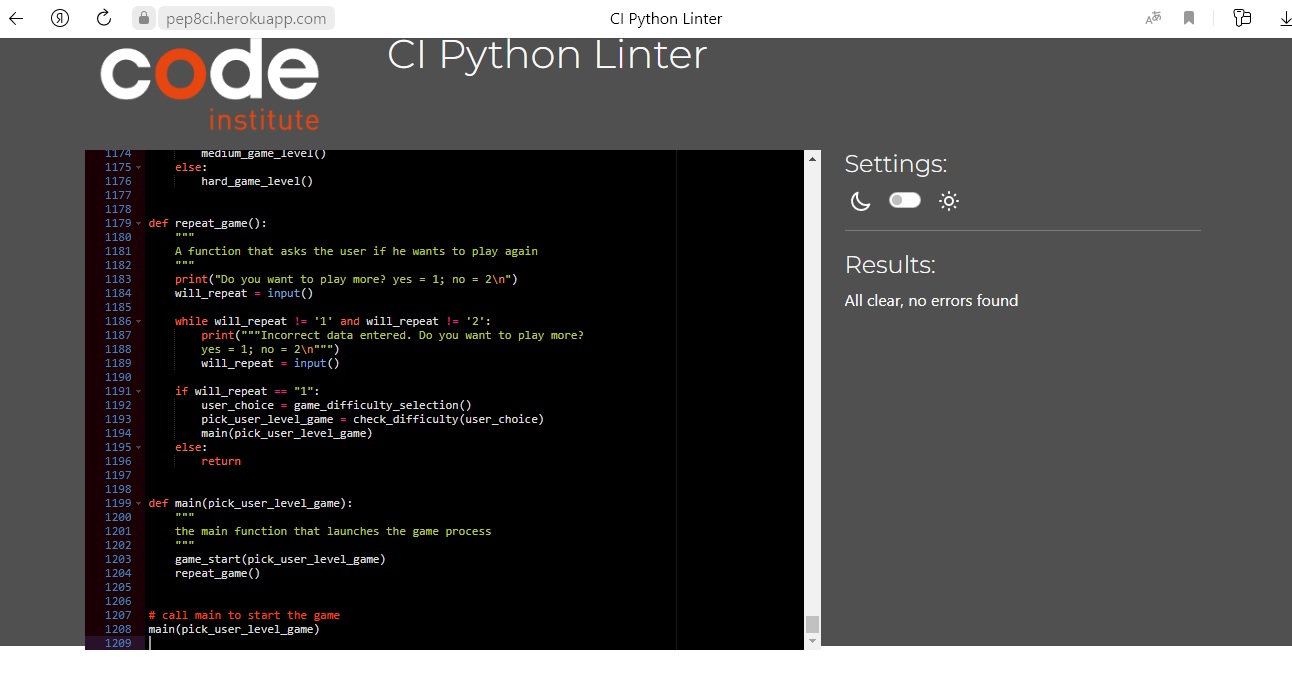 pep8ci.herokuapp.com
CI Python Linter
code
institute
CI Python Linter
1174 medium_game_level()
1175 else:
1176 hard_game_level()
1177
1178
1179 def repeat_game():
1180 """
1181 A function that asks the user if he wants to play again
1182 """
1183 print("Do you want to play more? yes = 1; no = 2\n")
1184 will_repeat = input()
1185
1186 while will_repeat != '1' and will_repeat != '2':
1187 print("""Incorrect data entered. Do you want to play more?
1188 yes = 1; no = 2\n""")
1189 will_repeat = input()
1190
1191 if will_repeat == "1":
1192 user_choice = game_difficulty_selection()
1193 pick_user_level_game = check_difficulty(user_choice)
1194 main(pick_user_level_game)
1195 else:
1196 return
1197
1198
1199 def main(pick_user_level_game):
1200 """
1201 the main function that launches the game process
1202 """
1203 game_start(pick_user_level_game)
1204 repeat_game()
1205
1206
1207 # call main to start the game
1208 main(pick_user_level_game)
1209
Settings:
Results:
All clear, no errors found